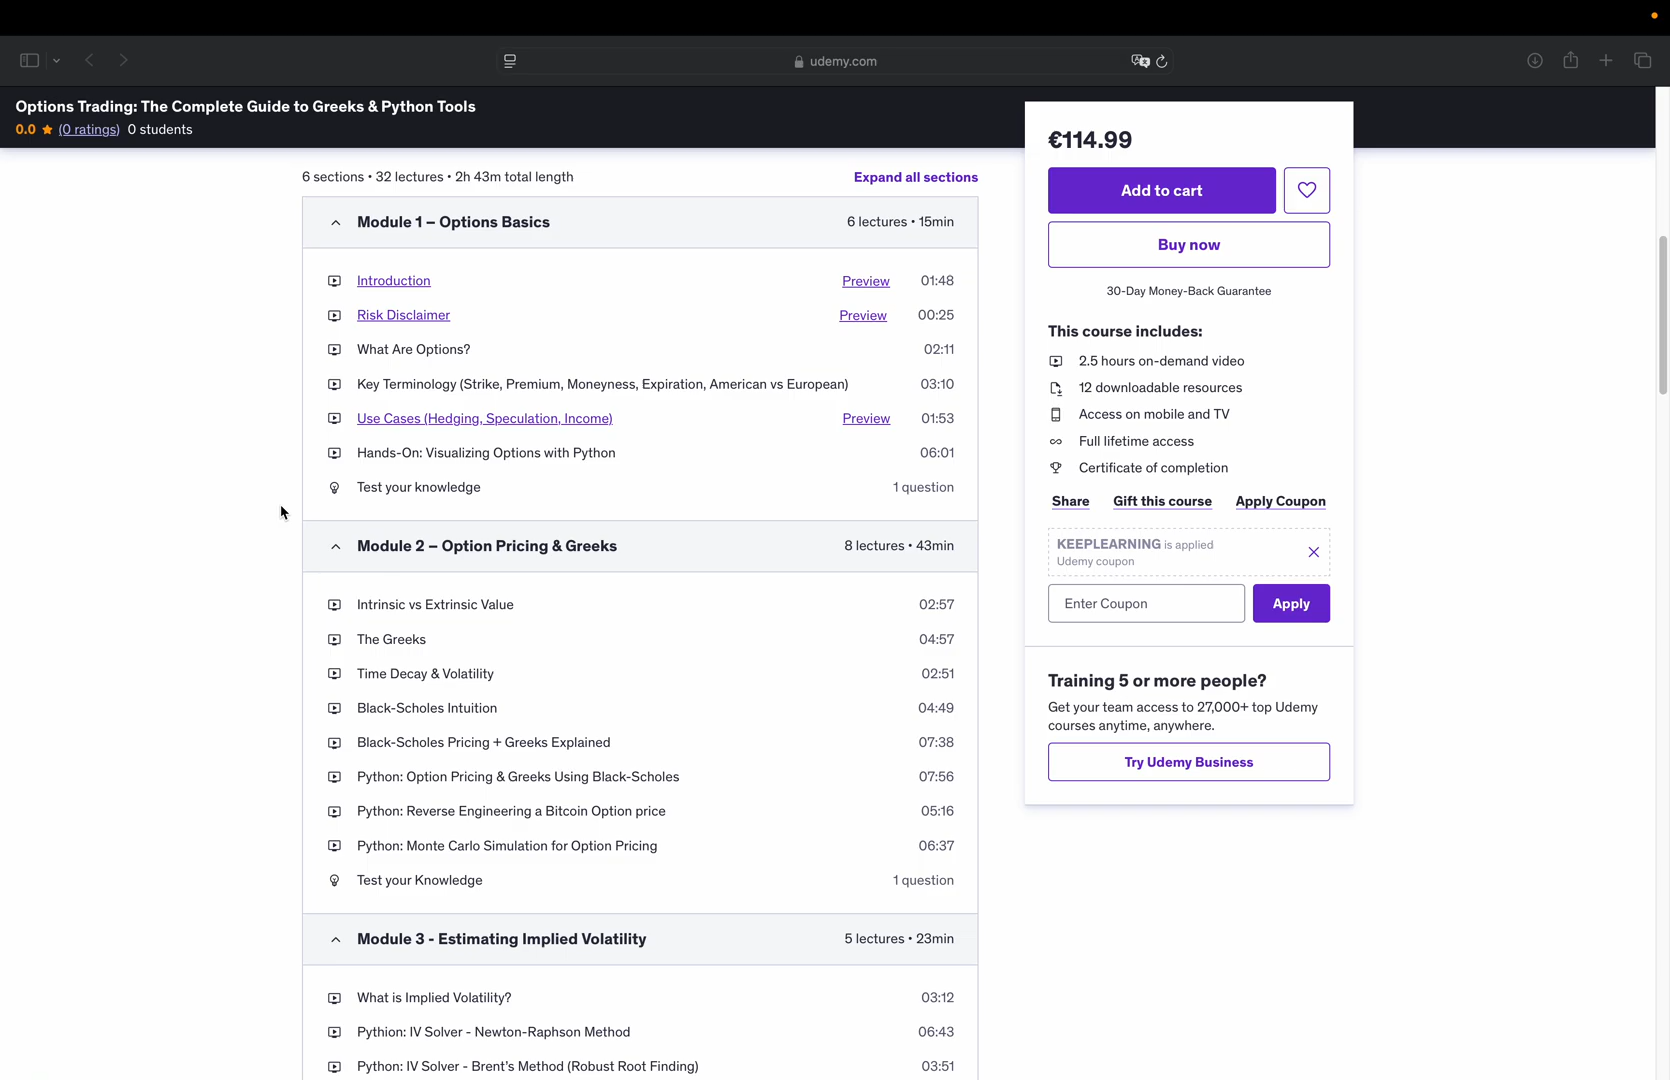 udemy.com
Options Trading: The Complete Guide to Greeks & Python Tools
0.0 (0 ratings) 0 students
6 sections • 32 lectures • 2h 43m total length Expand all sections
Module 1 – Options Basics 6 lectures • 15min
Introduction Preview 01:48
Risk Disclaimer Preview 00:25
What Are Options? 02:11
Key Terminology (Strike, Premium, Moneyness, Expiration, American vs European) 03:10
Use Cases (Hedging, Speculation, Income) Preview 01:53
Hands-On: Visualizing Options with Python 06:01
Test your knowledge 1 question
Module 2 – Option Pricing & Greeks 8 lectures • 43min
Intrinsic vs Extrinsic Value 02:57
The Greeks 04:57
Time Decay & Volatility 02:51
Black-Scholes Intuition 04:49
Black-Scholes Pricing + Greeks Explained 07:38
Python: Option Pricing & Greeks Using Black-Scholes 07:56
Python: Reverse Engineering a Bitcoin Option price 05:16
Python: Monte Carlo Simulation for Option Pricing 06:37
Test your Knowledge 1 question
Module 3 - Estimating Implied Volatility 5 lectures • 23min
What is Implied Volatility? 03:12
Pythion: IV Solver - Newton-Raphson Method 06:43
Python: IV Solver - Brent's Method (Robust Root Finding) 03:51
€114.99
Add to cart
Buy now
30-Day Money-Back Guarantee
This course includes:
2.5 hours on-demand video
12 downloadable resources
Access on mobile and TV
Full lifetime access
Certificate of completion
Share Gift this course Apply Coupon
KEEPLEARNING is applied
Udemy coupon
Enter Coupon Apply
Training 5 or more people?
Get your team access to 27,000+ top Udemy
courses anytime, anywhere.
Try Udemy Business